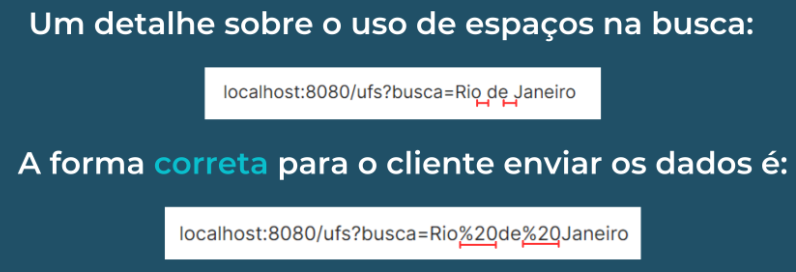 Um detalhe sobre o uso de espaços na busca:
localhost:8080/ufs?busca=Rio de Janeiro
A forma correta para o cliente enviar os dados é:
localhost:8080/ufs?busca=Rio%20de%20Janeiro